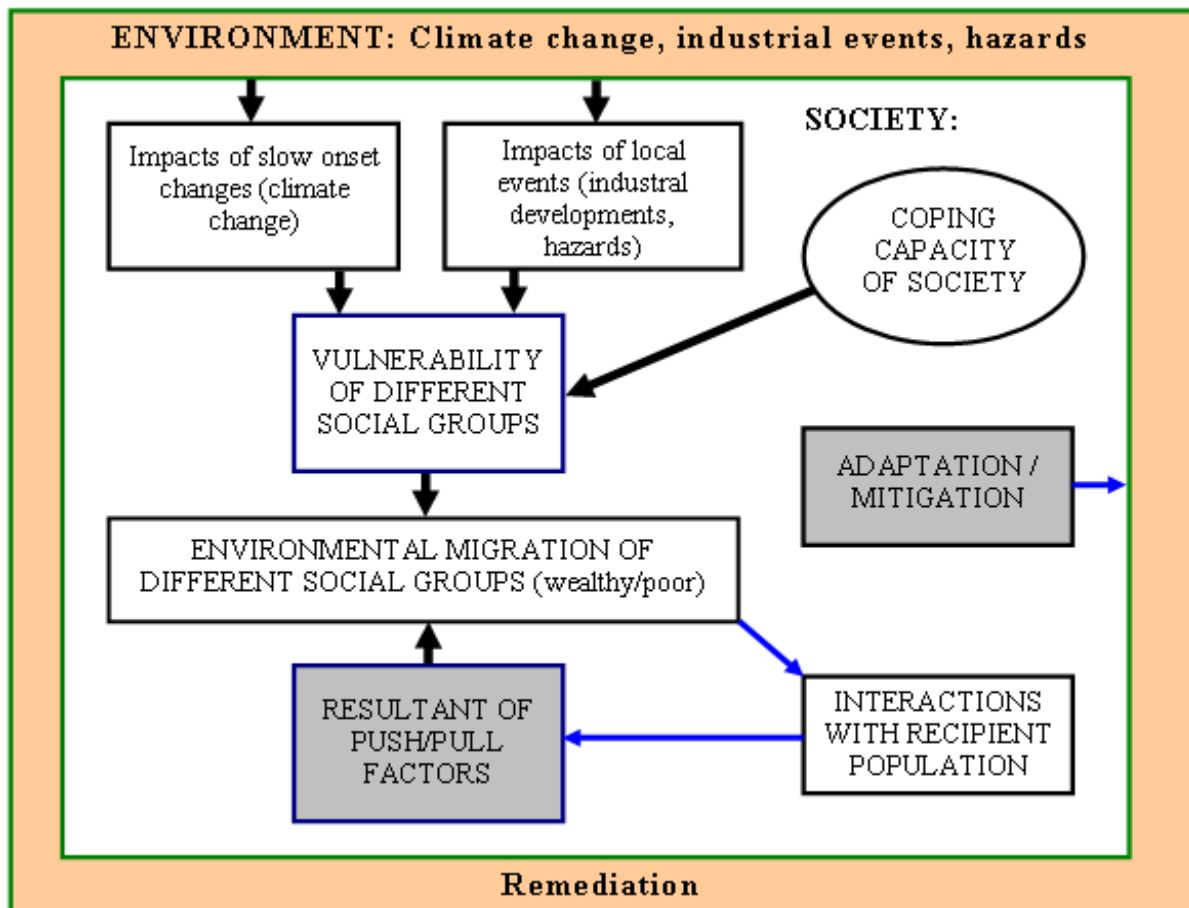 ENVIRONMENT: Climate change, industrial events, hazards
Impacts of slow onset
changes (climate
change)
Impacts of local
events (industral
developments,
hazards)
SOCIETY:
COPING
CAPACITY
OF SOCIETY
VULNERABILITY
OF DIFFERENT
SOCIAL GROUPS
ADAPTATION /
MITIGATION
ENVIRONMENTAL MIGRATION OF
DIFFERENT SOCIAL GROUPS (wealthy/poor)
RESULTANT OF
PUSH/PULL
FACTORS
INTERACTIONS
WITH RECIPIENT
POPULATION
Remediation